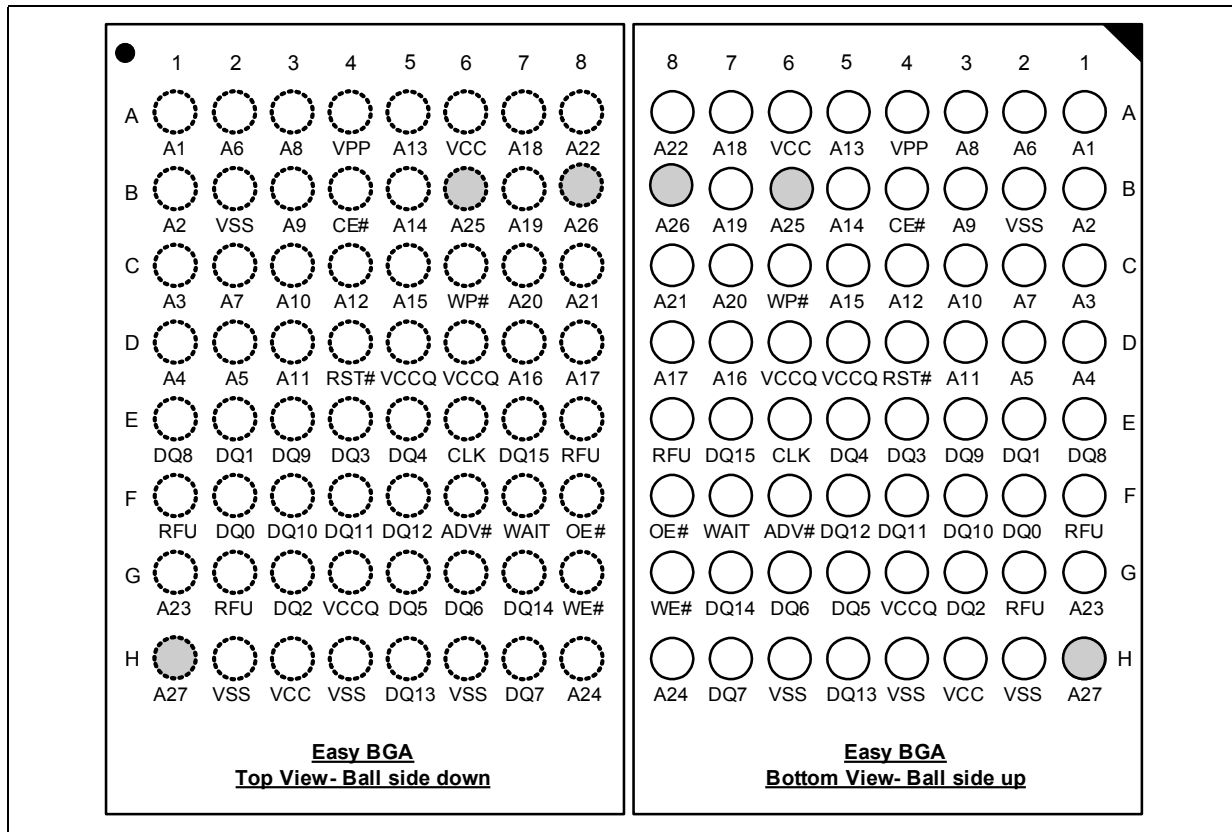 1 2 3 4 5 6 7 8
A
A1 A6 A8 VPP A13 VCC A18 A22
B
A2 VSS A9 CE# A14 A25 A19 A26
C
A3 A7 A10 A12 A15 WP# A20 A21
D
A4 A5 A11 RST# VCCQ VCCQ A16 A17
E
DQ8 DQ1 DQ9 DQ3 DQ4 CLK DQ15 RFU
F
RFU DQ0 DQ10 DQ11 DQ12 ADV# WAIT OE#
G
A23 RFU DQ2 VCCQ DQ5 DQ6 DQ14 WE#
H
A27 VSS VCC VSS DQ13 VSS DQ7 A24
Easy BGA
Top View- Ball side down
8 7 6 5 4 3 2 1
A
A22 A18 VCC A13 VPP A8 A6 A1
B
A26 A19 A25 A14 CE# A9 VSS A2
C
A21 A20 WP# A15 A12 A10 A7 A3
D
A17 A16 VCCQ VCCQ RST# A11 A5 A4
E
RFU DQ15 CLK DQ4 DQ3 DQ9 DQ1 DQ8
F
OE# WAIT ADV# DQ12 DQ11 DQ10 DQ0 RFU
G
WE# DQ14 DQ6 DQ5 VCCQ DQ2 RFU A23
H
A24 DQ7 VSS DQ13 VSS VCC VSS A27
Easy BGA
Bottom View- Ball side up